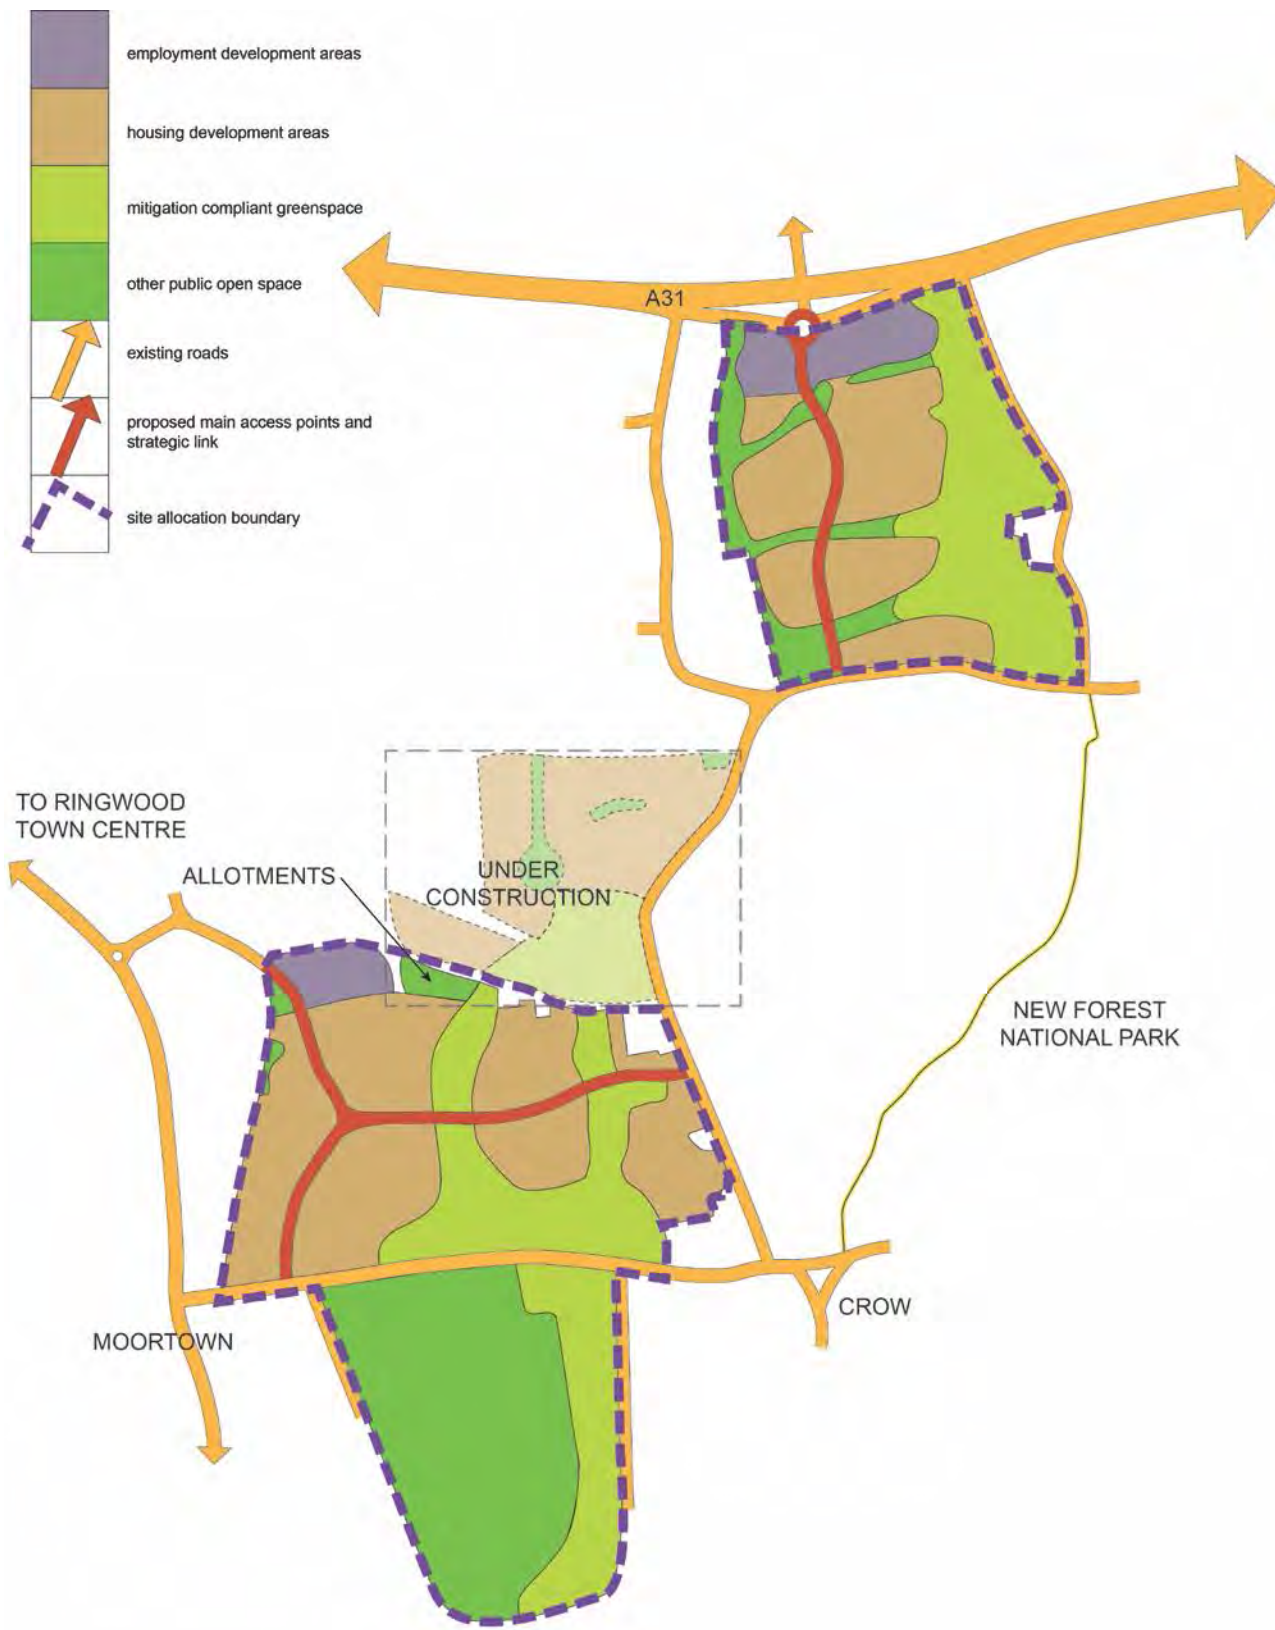 employment development areas
housing development areas
mitigation compliant greenspace
other public open space
existing roads
proposed main access points and
strategic link
site allocation boundary
A31
TO RINGWOOD
TOWN CENTRE
ALLOTMENTS
UNDER
CONSTRUCTION
NEW FOREST
NATIONAL PARK
CROW
MOORTOWN